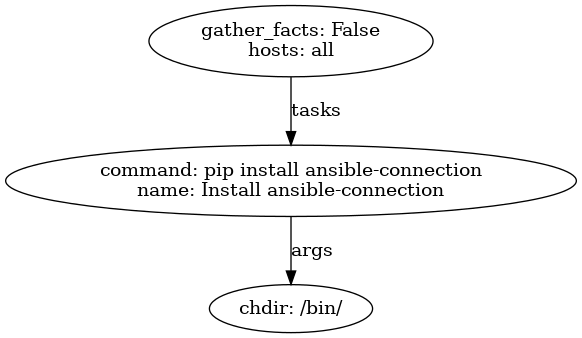 gather_facts: False
hosts: all
tasks
command: pip install ansible-connection
name: Install ansible-connection
args
chdir: /bin/